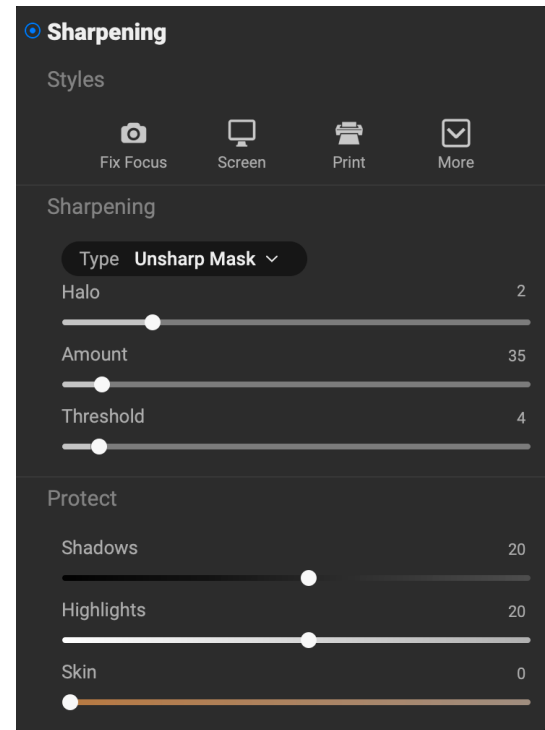 Sharpening
Styles
Fix Focus Screen Print More
Sharpening
Type Unsharp Mask
Halo 2
Amount 35
Threshold 4
Protect
Shadows 20
Highlights 20
Skin 0